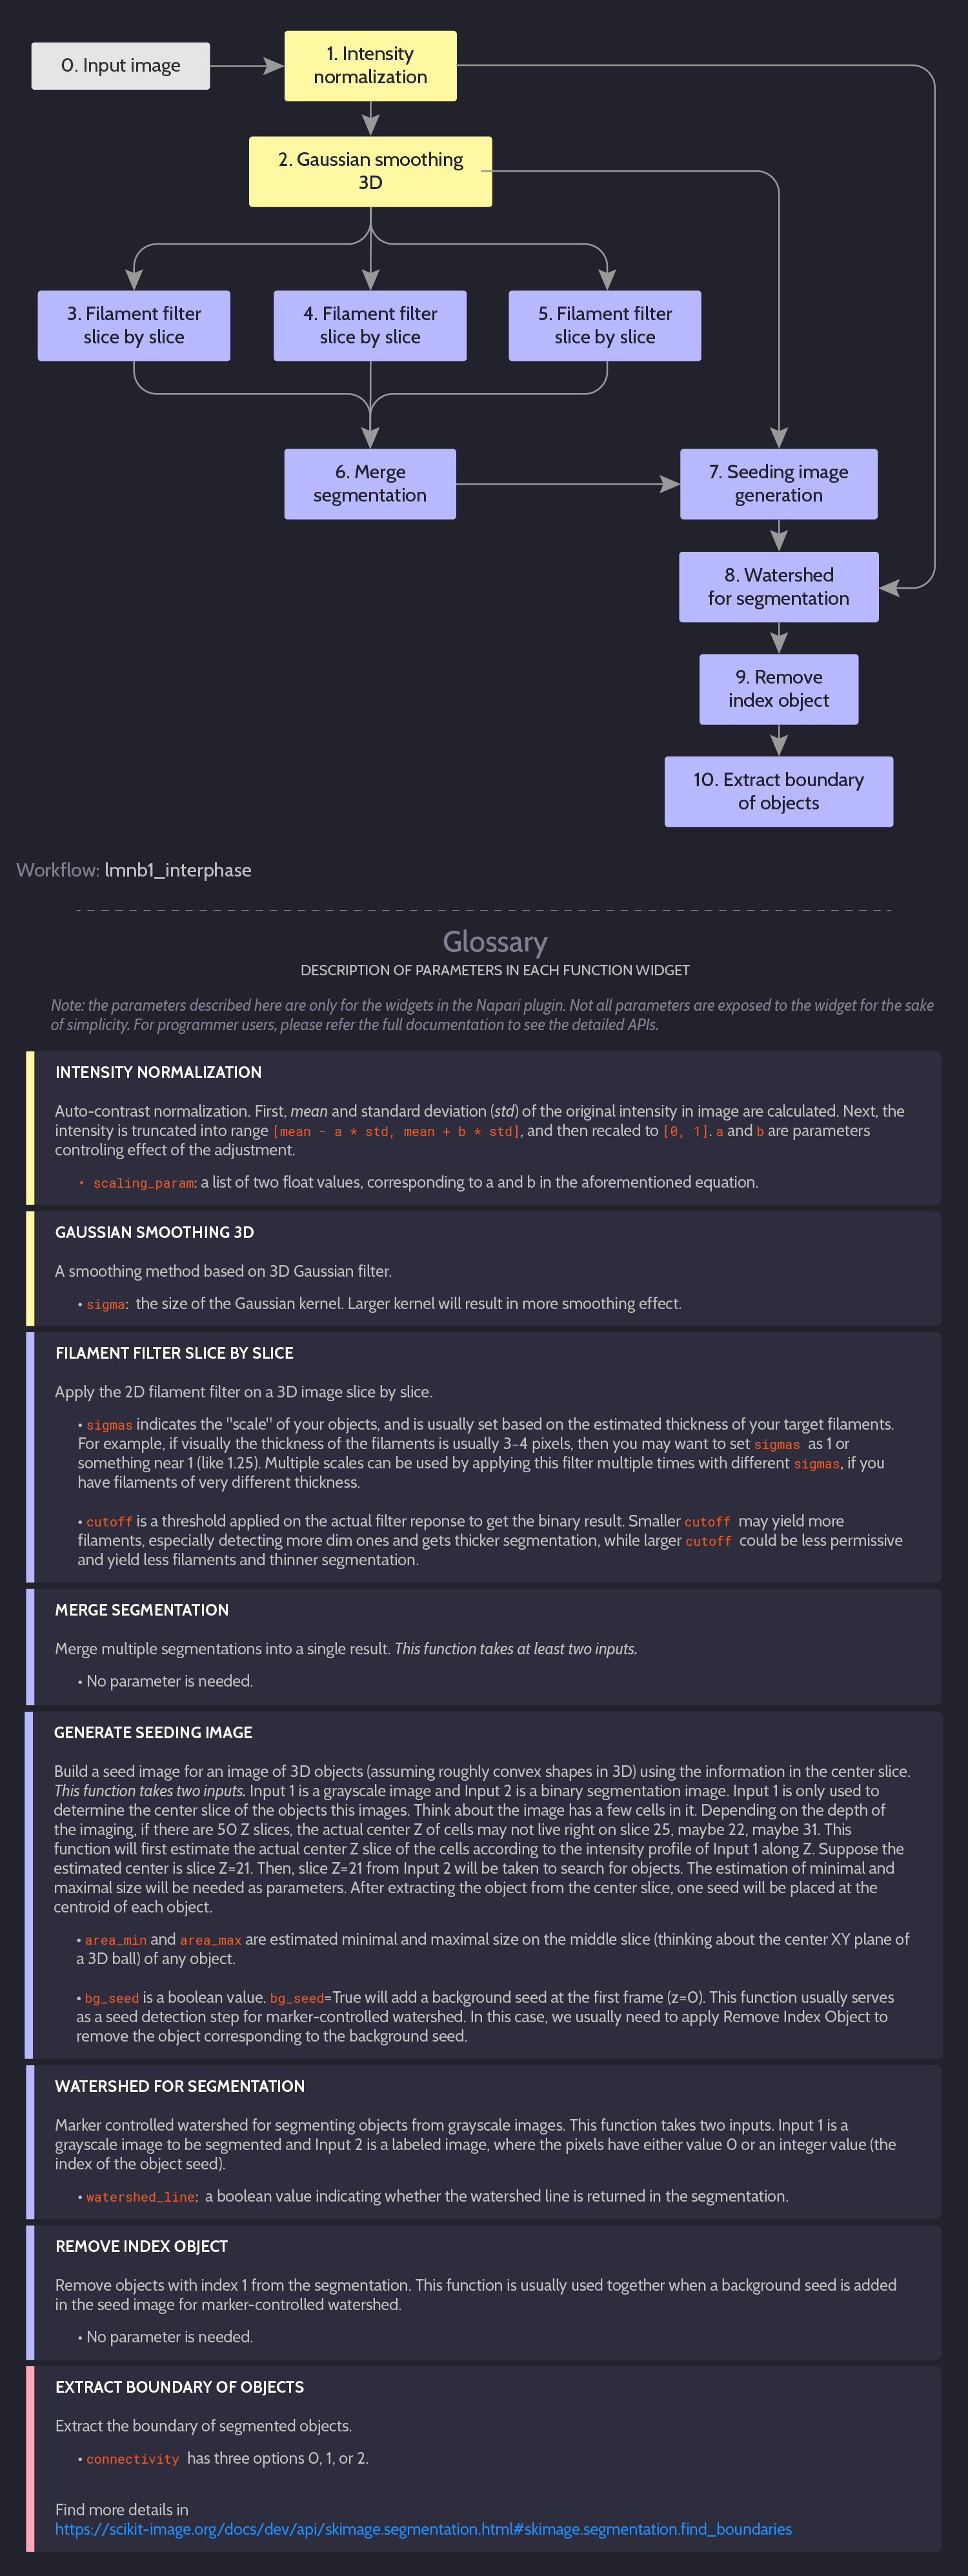 0. Input image
1. Intensity
normalization
2. Gaussian smoothing
3D
3. Filament filter
slice by slice
4. Filament filter
slice by slice
5. Filament filter
slice by slice
6. Merge
segmentation
7. Seeding image
generation
8. Watershed
for segmentation
9. Remove
index object
10. Extract boundary
of objects
Workflow: lmnb1_interphase
Glossary
DESCRIPTION OF PARAMETERS IN EACH FUNCTION WIDGET
Note: the parameters described here are only for the widgets in the Napari plugin. Not all parameters are exposed to the widget for the sake
of simplicity. For programmer users, please refer the full documentation to see the detailed APIs.
INTENSITY NORMALIZATION
Auto-contrast normalization. First, mean and standard deviation (std) of the original intensity in image are calculated. Next, the
intensity is truncated into range [mean - a * std, mean + b * std], and then recaled to [0, 1]. a and b are parameters
controling effect of the adjustment.
• scaling_param: a list of two float values, corresponding to a and b in the aforementioned equation.
GAUSSIAN SMOOTHING 3D
A smoothing method based on 3D Gaussian filter.
• sigma: the size of the Gaussian kernel. Larger kernel will result in more smoothing effect.
FILAMENT FILTER SLICE BY SLICE
Apply the 2D filament filter on a 3D image slice by slice.
• sigmas indicates the "scale" of your objects, and is usually set based on the estimated thickness of your target filaments.
For example, if visually the thickness of the filaments is usually 3~4 pixels, then you may want to set sigmas as 1 or
something near 1 (like 1.25). Multiple scales can be used by applying this filter multiple times with different sigmas, if you
have filaments of very different thickness.
• cutoff is a threshold applied on the actual filter reponse to get the binary result. Smaller cutoff may yield more
filaments, especially detecting more dim ones and gets thicker segmentation, while larger cutoff could be less permissive
and yield less filaments and thinner segmentation.
MERGE SEGMENTATION
Merge multiple segmentations into a single result. This function takes at least two inputs.
• No parameter is needed.
GENERATE SEEDING IMAGE
Build a seed image for an image of 3D objects (assuming roughly convex shapes in 3D) using the information in the center slice.
This function takes two inputs. Input 1 is a grayscale image and Input 2 is a binary segmentation image. Input 1 is only used to
determine the center slice of the objects this images. Think about the image has a few cells in it. Depending on the depth of
the imaging, if there are 50 Z slices, the actual center Z of cells may not live right on slice 25, maybe 22, maybe 31. This
function will first estimate the actual center Z slice of the cells according to the intensity profile of Input 1 along Z. Suppose the
estimated center is slice Z=21. Then, slice Z=21 from Input 2 will be taken to search for objects. The estimation of minimal and
maximal size will be needed as parameters. After extracting the object from the center slice, one seed will be placed at the
centroid of each object.
• area_min and area_max are estimated minimal and maximal size on the middle slice (thinking about the center XY plane of
a 3D ball) of any object.
• bg_seed is a boolean value. bg_seed=True will add a background seed at the first frame (z=0). This function usually serves
as a seed detection step for marker-controlled watershed. In this case, we usually need to apply Remove Index Object to
remove the object corresponding to the background seed.
WATERSHED FOR SEGMENTATION
Marker controlled watershed for segmenting objects from grayscale images. This function takes two inputs. Input 1 is a
grayscale image to be segmented and Input 2 is a labeled image, where the pixels have either value 0 or an integer value (the
index of the object seed).
• watershed_line: a boolean value indicating whether the watershed line is returned in the segmentation.
REMOVE INDEX OBJECT
Remove objects with index 1 from the segmentation. This function is usually used together when a background seed is added
in the seed image for marker-controlled watershed.
• No parameter is needed.
EXTRACT BOUNDARY OF OBJECTS
Extract the boundary of segmented objects.
• connectivity has three options 0, 1, or 2.
Find more details in
https://scikit-image.org/docs/dev/api/skimage.segmentation.html#skimage.segmentation.find_boundaries